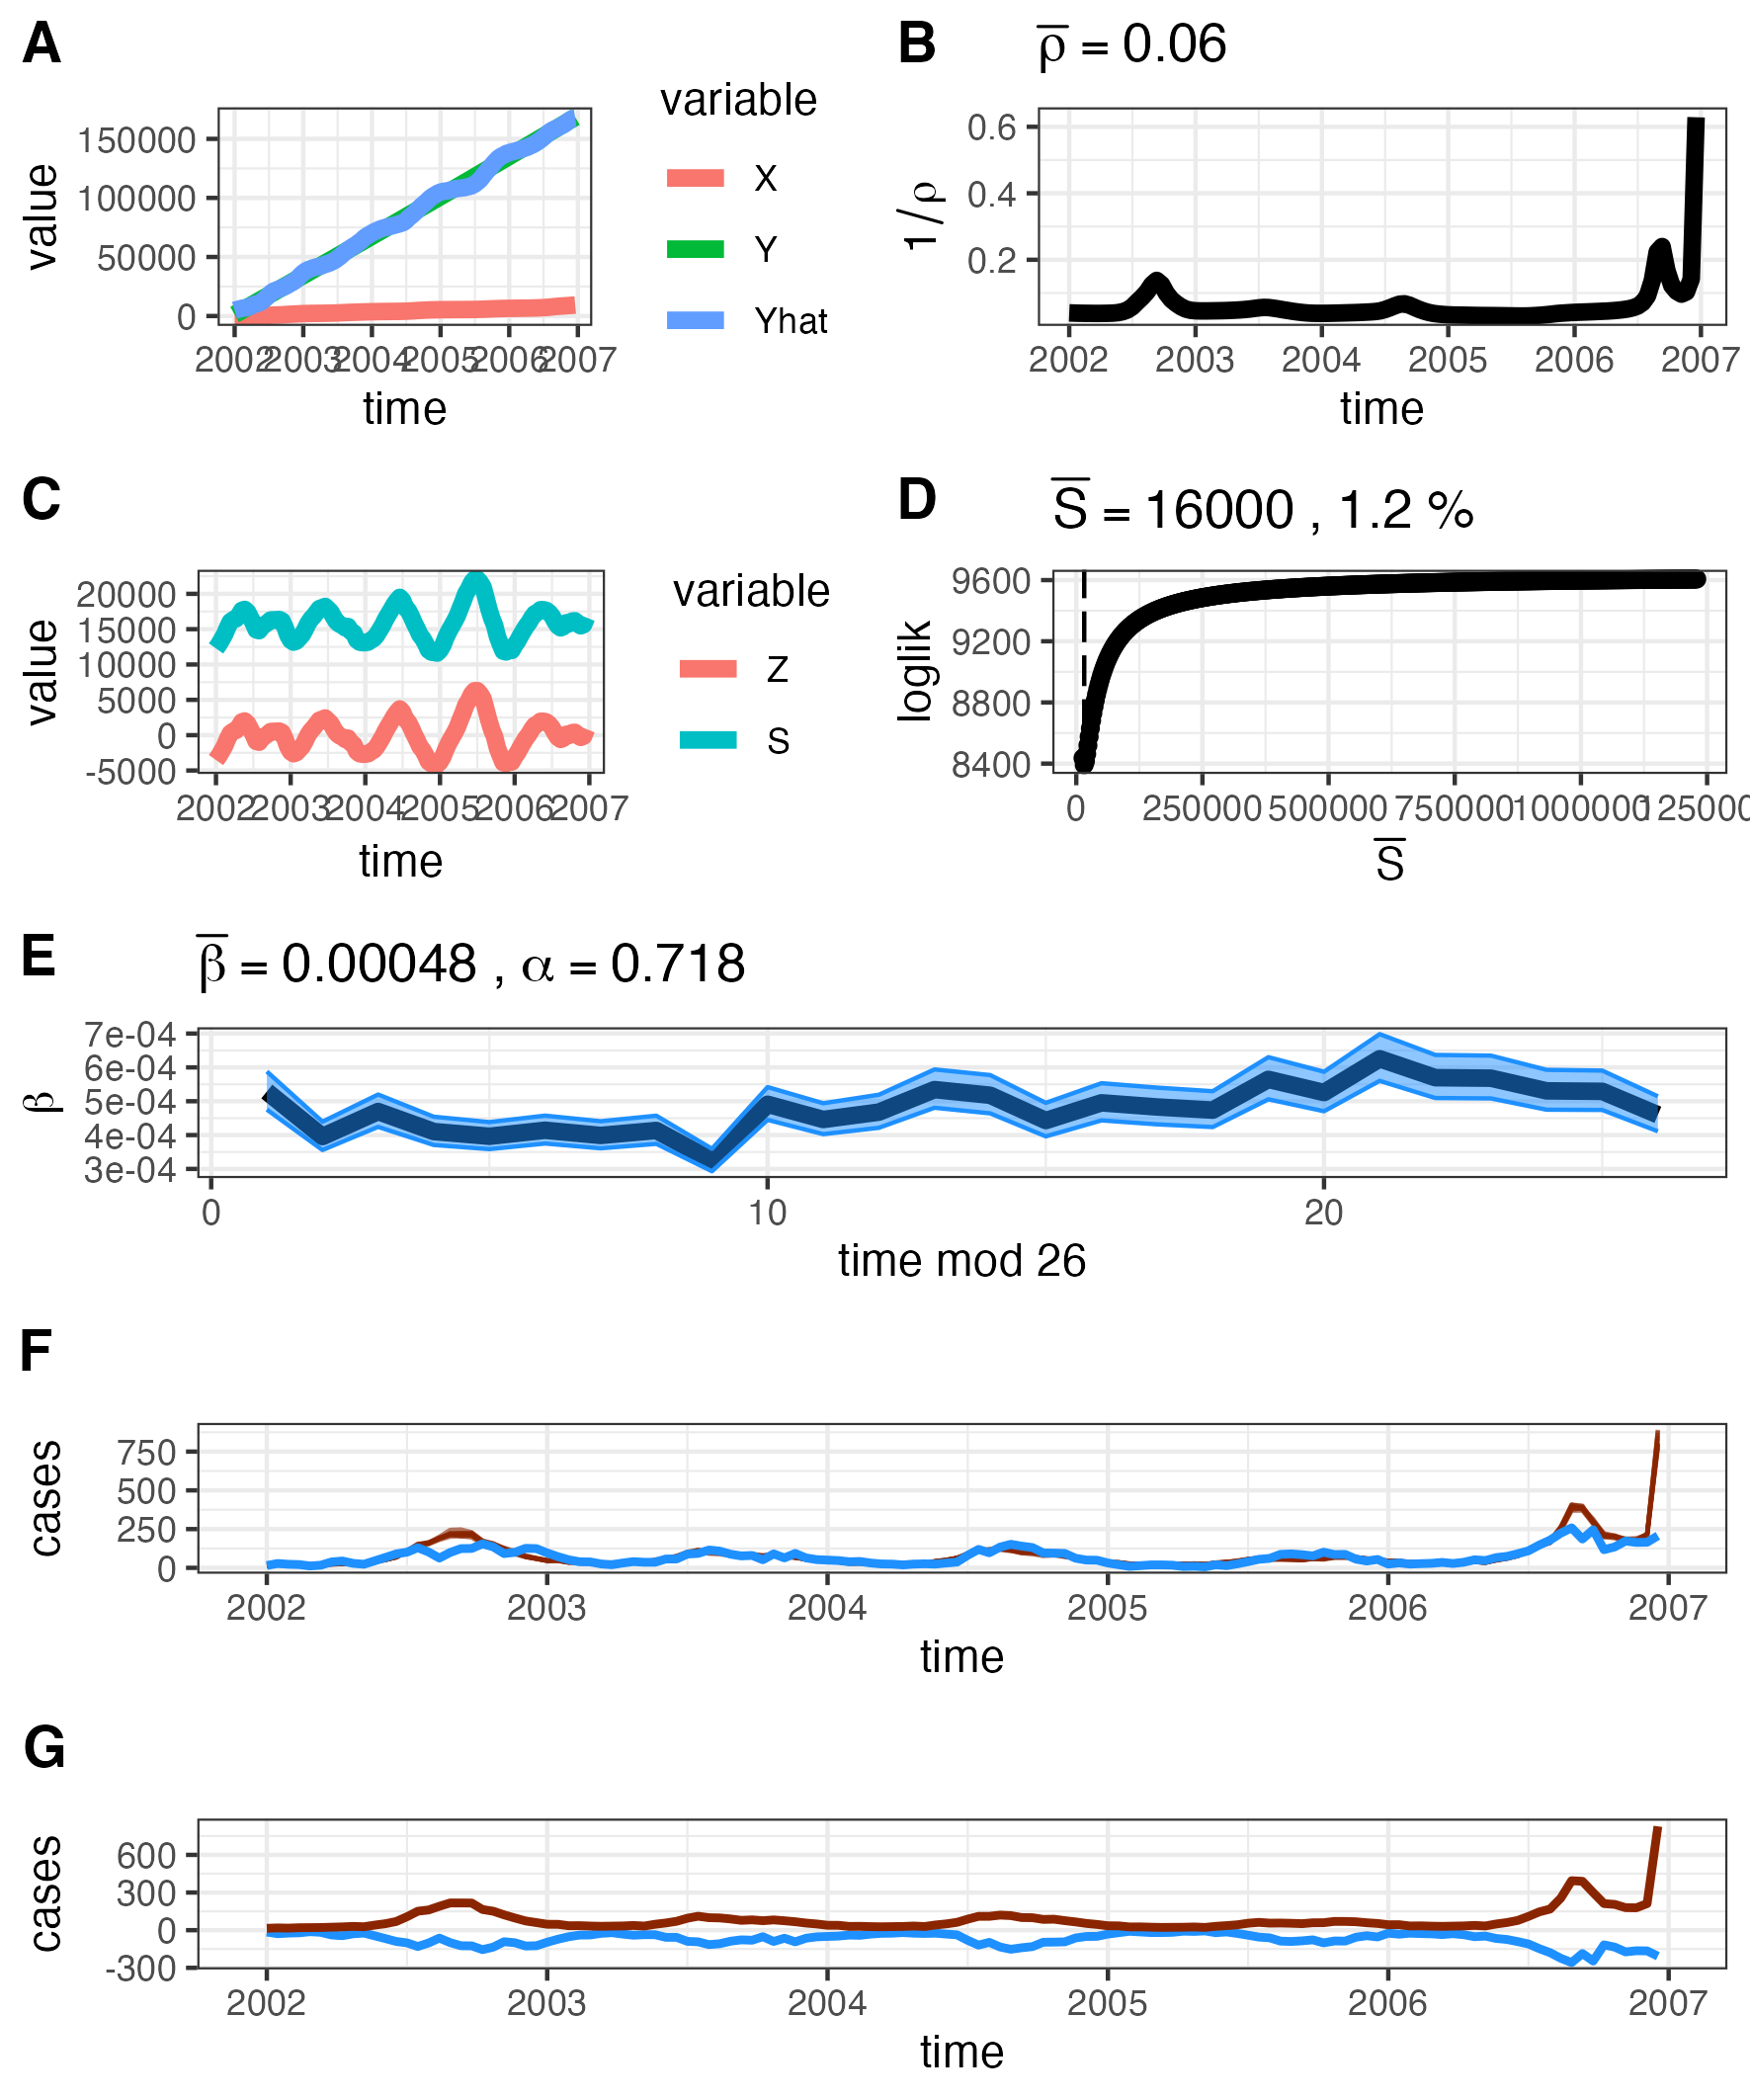 A
variable
150000
100000
50000
0
value
X
Y
Yhat
2002 2003 2004 2005 2006 2007
time
B
ρ = 0.06
0.6
0.4
0.2
1/ρ
2002 2003 2004 2005 2006 2007
time
C
variable
20000
15000
10000
5000
0
-5000
value
Z
S
2002 2003 2004 2005 2006 2007
time
D
S = 16000 , 1.2 %
9600
9200
8800
8400
loglik
0 250000 500000 750000 1000000 125000
S
E
β = 0.00048 , α = 0.718
7e-04
6e-04
5e-04
4e-04
3e-04
β
0 10 20
time mod 26
F
750
500
250
0
cases
2002 2003 2004 2005 2006 2007
time
G
600
300
0
-300
cases
2002 2003 2004 2005 2006 2007
time